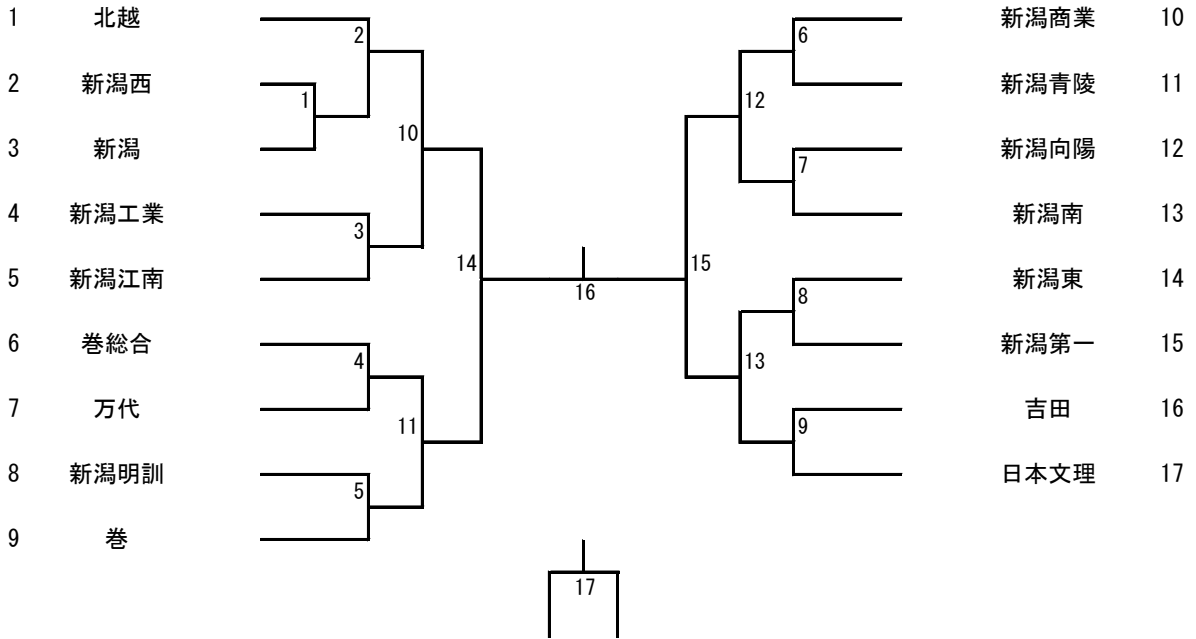 1 北越 2 6 新潟商業 10
2 新潟西 1 12 新潟青陵 11
3 新潟 10 7 新潟向陽 12
4 新潟工業 3 新潟南 13
5 新潟江南 14 16 15 8 新潟東 14
6 巻総合 4 13 新潟第一 15
7 万代 11 9 吉田 16
8 新潟明訓 5 日本文理 17
9 巻
17